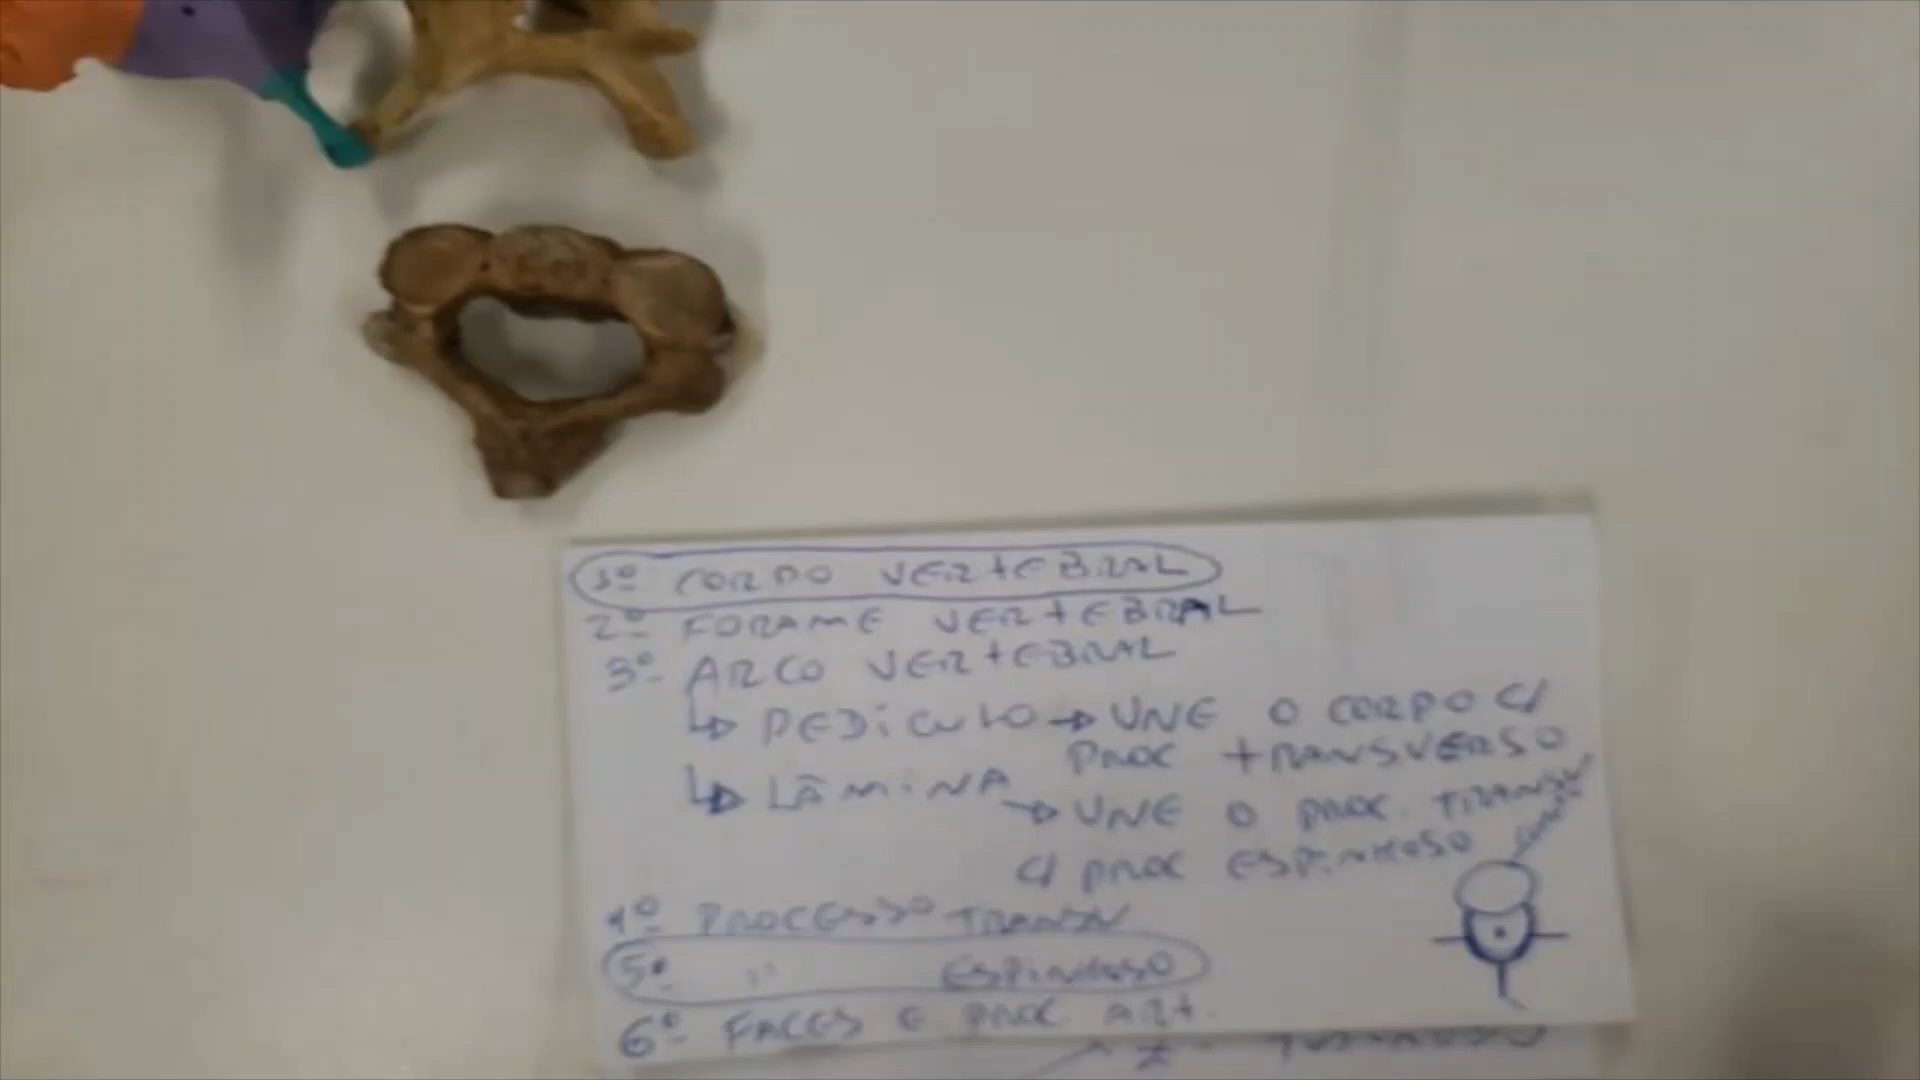 1º CORPO VERTEBRAL
2º FORAME VERTEBRAL
3º ARCO VERTEBRAL
↳ PEDÍCULO → UNE O CORPO C/
PROC TRANSVERSO
↳ LÂMINA → UNE O PROC. TRANSV
C/ PROC ESPINHOSO
4º PROCESSO TRANSV
5º " ESPINHOSO
6º FACES E PROC. ART.